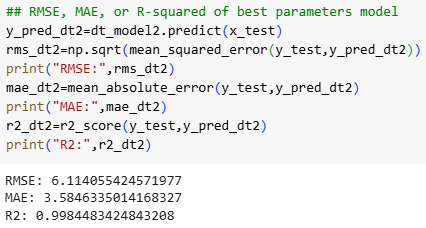 ## RMSE, MAE, or R-squared of best parameters model
y_pred_dt2=dt_model2.predict(x_test)
rms_dt2=np.sqrt(mean_squared_error(y_test,y_pred_dt2))
print("RMSE:",rms_dt2)
mae_dt2=mean_absolute_error(y_test,y_pred_dt2)
print("MAE:",mae_dt2)
r2_dt2=r2_score(y_test,y_pred_dt2)
print("R2:",r2_dt2)
RMSE: 6.114055424571977
MAE: 3.5846335014168327
R2: 0.9984483424843208